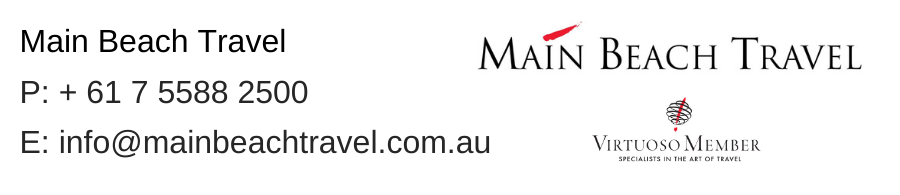 Main Beach Travel
P: + 61 7 5588 2500
E: info@mainbeachtravel.com.au
MAIN BEACH TRAVEL
VIRTUOSO MEMBER
SPECIALISTS IN THE ART OF TRAVEL